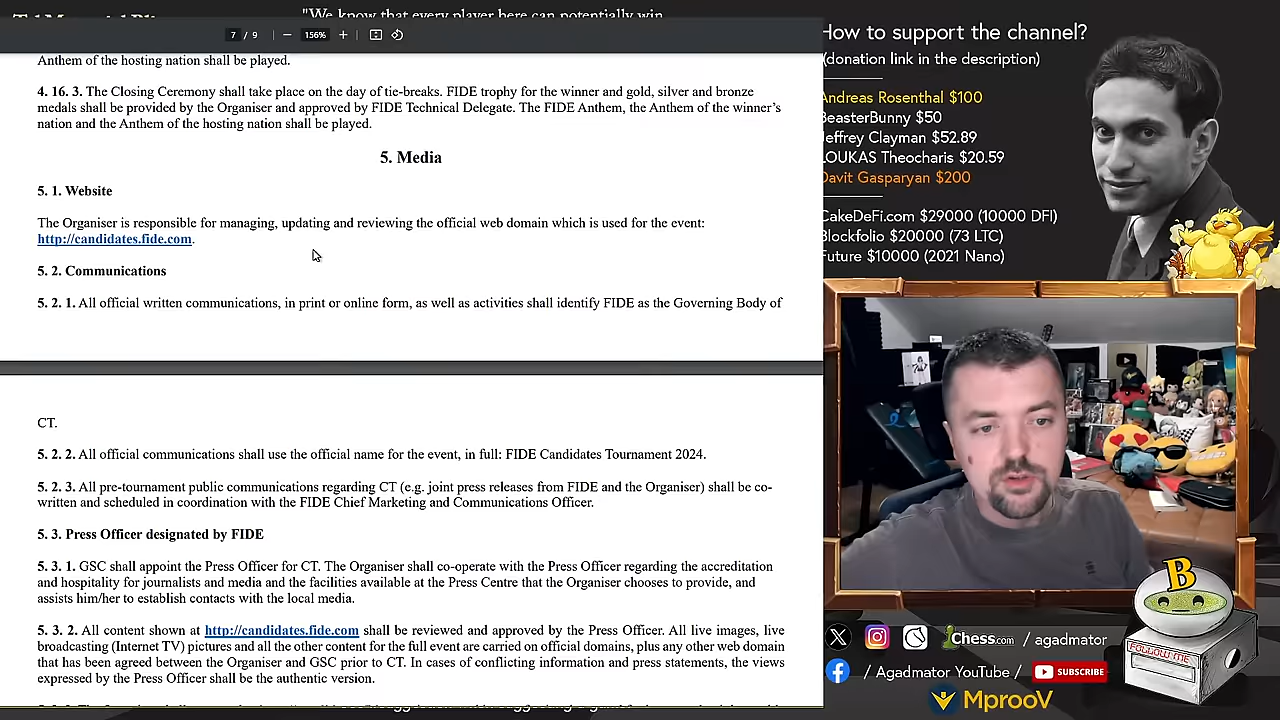 "We know that every player here can potentially win
7 / 9
156%
Anthem of the hosting nation shall be played.
4. 16. 3. The Closing Ceremony shall take place on the day of tie-breaks. FIDE trophy for the winner and gold, silver and bronze
medals shall be provided by the Organiser and approved by FIDE Technical Delegate. The FIDE Anthem, the Anthem of the winner's
nation and the Anthem of the hosting nation shall be played.
5. Media
5. 1. Website
The Organiser is responsible for managing, updating and reviewing the official web domain which is used for the event:
http://candidates.fide.com.
5. 2. Communications
5. 2. 1. All official written communications, in print or online form, as well as activities shall identify FIDE as the Governing Body of
CT.
5. 2. 2. All official communications shall use the official name for the event, in full: FIDE Candidates Tournament 2024.
5. 2. 3. All pre-tournament public communications regarding CT (e.g. joint press releases from FIDE and the Organiser) shall be co-
written and scheduled in coordination with the FIDE Chief Marketing and Communications Officer.
5. 3. Press Officer designated by FIDE
5. 3. 1. GSC shall appoint the Press Officer for CT. The Organiser shall co-operate with the Press Officer regarding the accreditation
and hospitality for journalists and media and the facilities available at the Press Centre that the Organiser chooses to provide, and
assists him/her to establish contacts with the local media.
5. 3. 2. All content shown at http://candidates.fide.com shall be reviewed and approved by the Press Officer. All live images, live
broadcasting (Internet TV) pictures and all the other content for the full event are carried on official domains, plus any other web domain
that has been agreed between the Organiser and GSC prior to CT. In cases of conflicting information and press statements, the views
expressed by the Press Officer shall be the authentic version.
How to support the channel?
(donation link in the description)
Andreas Rosenthal $100
BeasterBunny $50
Jeffrey Clayman $52.89
LOUKAS Theocharis $20.59
Davit Gasparyan $200
CakeDeFi.com $29000 (10000 DFI)
Blockfolio $20000 (73 LTC)
Future $10000 (2021 Nano)
B
FOLLOW ME
Chess.com / agadmator
/ Agadmator YouTube / SUBSCRIBE
MprooV